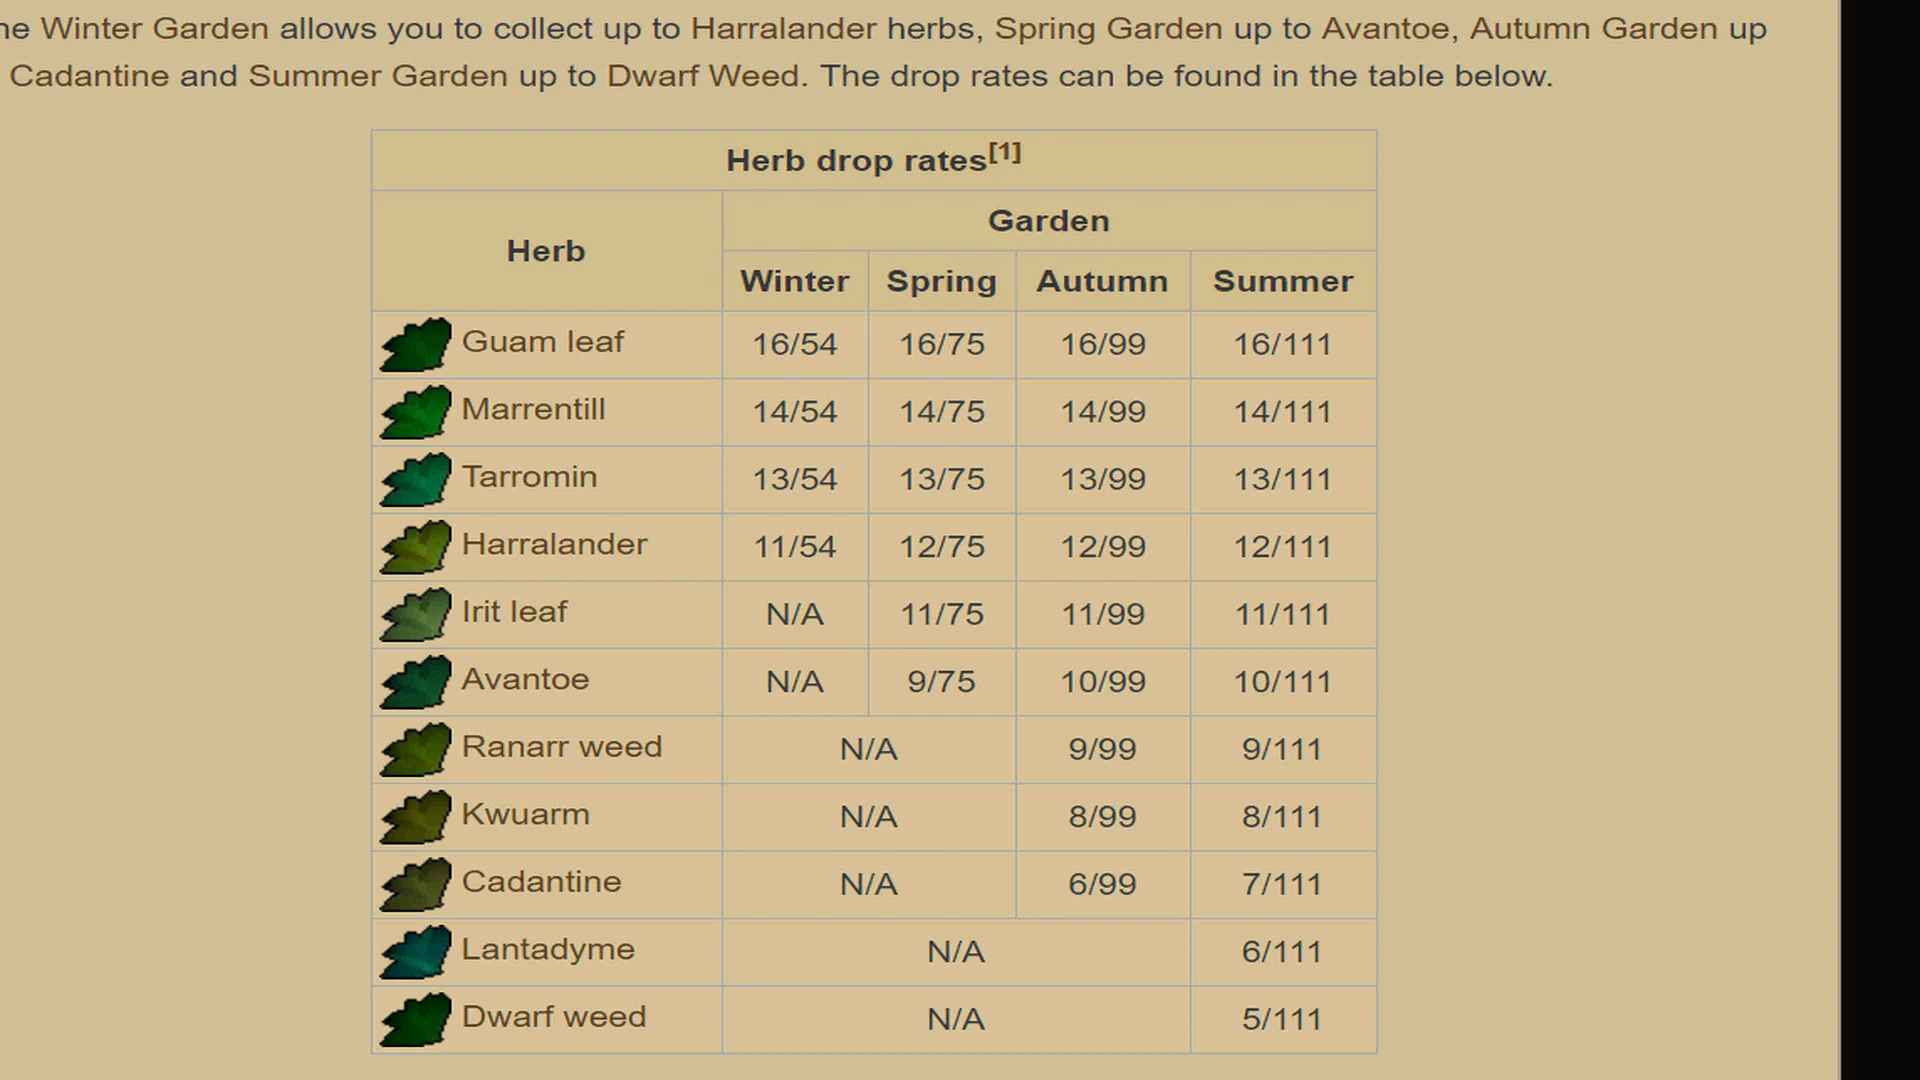 ne Winter Garden allows you to collect up to Harralander herbs, Spring Garden up to Avantoe, Autumn Garden up
Cadantine and Summer Garden up to Dwarf Weed. The drop rates can be found in the table below.
Herb drop rates[1]
Herb Garden
Winter Spring Autumn Summer
Guam leaf 16/54 16/75 16/99 16/111
Marrentill 14/54 14/75 14/99 14/111
Tarromin 13/54 13/75 13/99 13/111
Harralander 11/54 12/75 12/99 12/111
Irit leaf N/A 11/75 11/99 11/111
Avantoe N/A 9/75 10/99 10/111
Ranarr weed N/A 9/99 9/111
Kwuarm N/A 8/99 8/111
Cadantine N/A 6/99 7/111
Lantadyme N/A 6/111
Dwarf weed N/A 5/111